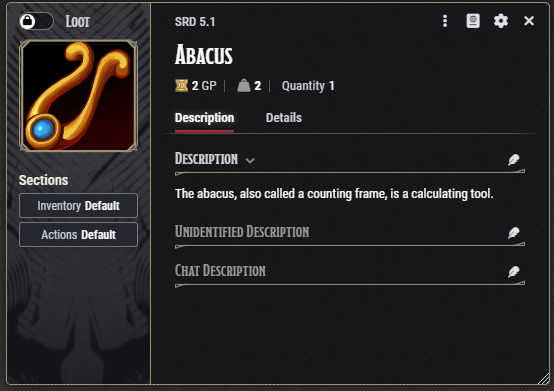 Loot
SRD 5.1
Abacus
2 GP | 2 | Quantity 1
Description Details
Description
The abacus, also called a counting frame, is a calculating tool.
Unidentified Description
Chat Description
Sections
Inventory Default
Actions Default